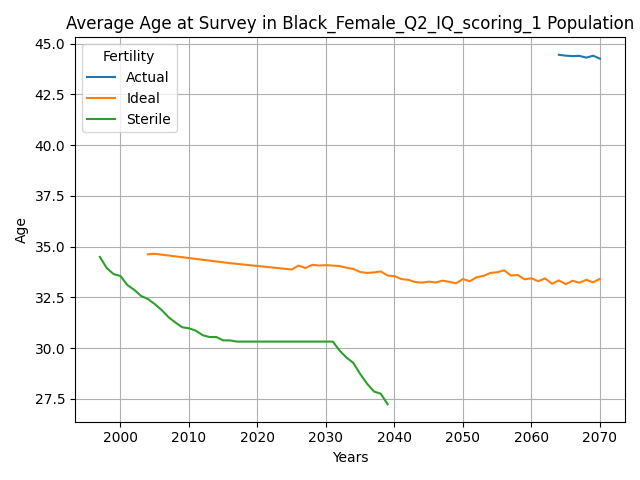 Average Age at Survey in Black_Female_Q2_IQ_scoring_1 Population
45.0
42.5
40.0
37.5
35.0
32.5
30.0
27.5
Age
Fertility
Actual
Ideal
Sterile
2000 2010 2020 2030 2040 2050 2060 2070
Years